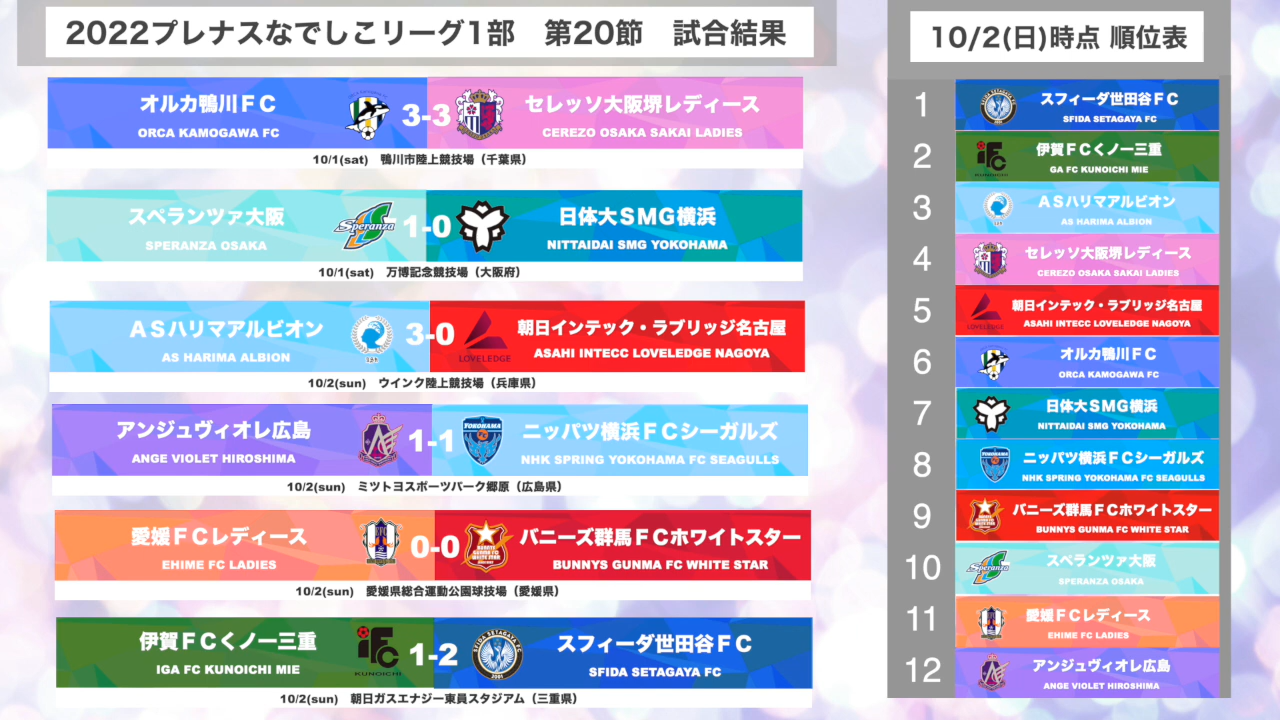 2022プレナスなでしこリーグ1部　第20節　試合結果
オルカ鴨川ＦＣ
ORCA KAMOGAWA FC
3-3
セレッソ大阪堺レディース
CEREZO OSAKA SAKAI LADIES
10/1(sat)　鴨川市陸上競技場（千葉県）
スペランツァ大阪
SPERANZA OSAKA
Speranza
1-0
日体大ＳＭＧ横浜
NITTAIDAI SMG YOKOHAMA
10/1(sat)　万博記念競技場（大阪府）
ＡＳハリマアルビオン
AS HARIMA ALBION
3-0
LOVELEDGE
朝日インテック・ラブリッジ名古屋
ASAHI INTECC LOVELEDGE NAGOYA
10/2(sun)　ウインク陸上競技場（兵庫県）
アンジュヴィオレ広島
ANGE VIOLET HIROSHIMA
1-1
YOKOHAMA
ニッパツ横浜ＦＣシーガルズ
NHK SPRING YOKOHAMA FC SEAGULLS
10/2(sun)　ミツトヨスポーツパーク郷原（広島県）
愛媛ＦＣレディース
EHIME FC LADIES
0-0
BUNNYS
GUNMA FC
WHITE STAR
バニーズ群馬ＦＣホワイトスター
BUNNYS GUNMA FC WHITE STAR
10/2(sun)　愛媛県総合運動公園球技場（愛媛県）
伊賀ＦＣくノ一三重
IGA FC KUNOICHI MIE
iFC
KUNOICHI
1-2
SFIDA SETAGAYA FC
2001
スフィーダ世田谷ＦＣ
SFIDA SETAGAYA FC
10/2(sun)　朝日ガスエナジー東員スタジアム（三重県）
10/2(日)時点 順位表
1
スフィーダ世田谷ＦＣ
SFIDA SETAGAYA FC
2
伊賀ＦＣくノ一三重
GA FC KUNOICHI MIE
3
ＡＳハリマアルビオン
AS HARIMA ALBION
4
セレッソ大阪堺レディース
CEREZO OSAKA SAKAI LADIES
5
朝日インテック・ラブリッジ名古屋
ASAHI INTECC LOVELEDGE NAGOYA
6
オルカ鴨川ＦＣ
ORCA KAMOGAWA FC
7
日体大ＳＭＧ横浜
NITTAIDAI SMG YOKOHAMA
8
ニッパツ横浜ＦＣシーガルズ
NHK SPRING YOKOHAMA FC SEAGULLS
9
バニーズ群馬ＦＣホワイトスター
BUNNYS GUNMA FC WHITE STAR
10
スペランツァ大阪
SPERANZA OSAKA
11
愛媛ＦＣレディース
EHIME FC LADIES
12
アンジュヴィオレ広島
ANGE VIOLET HIROSHIMA